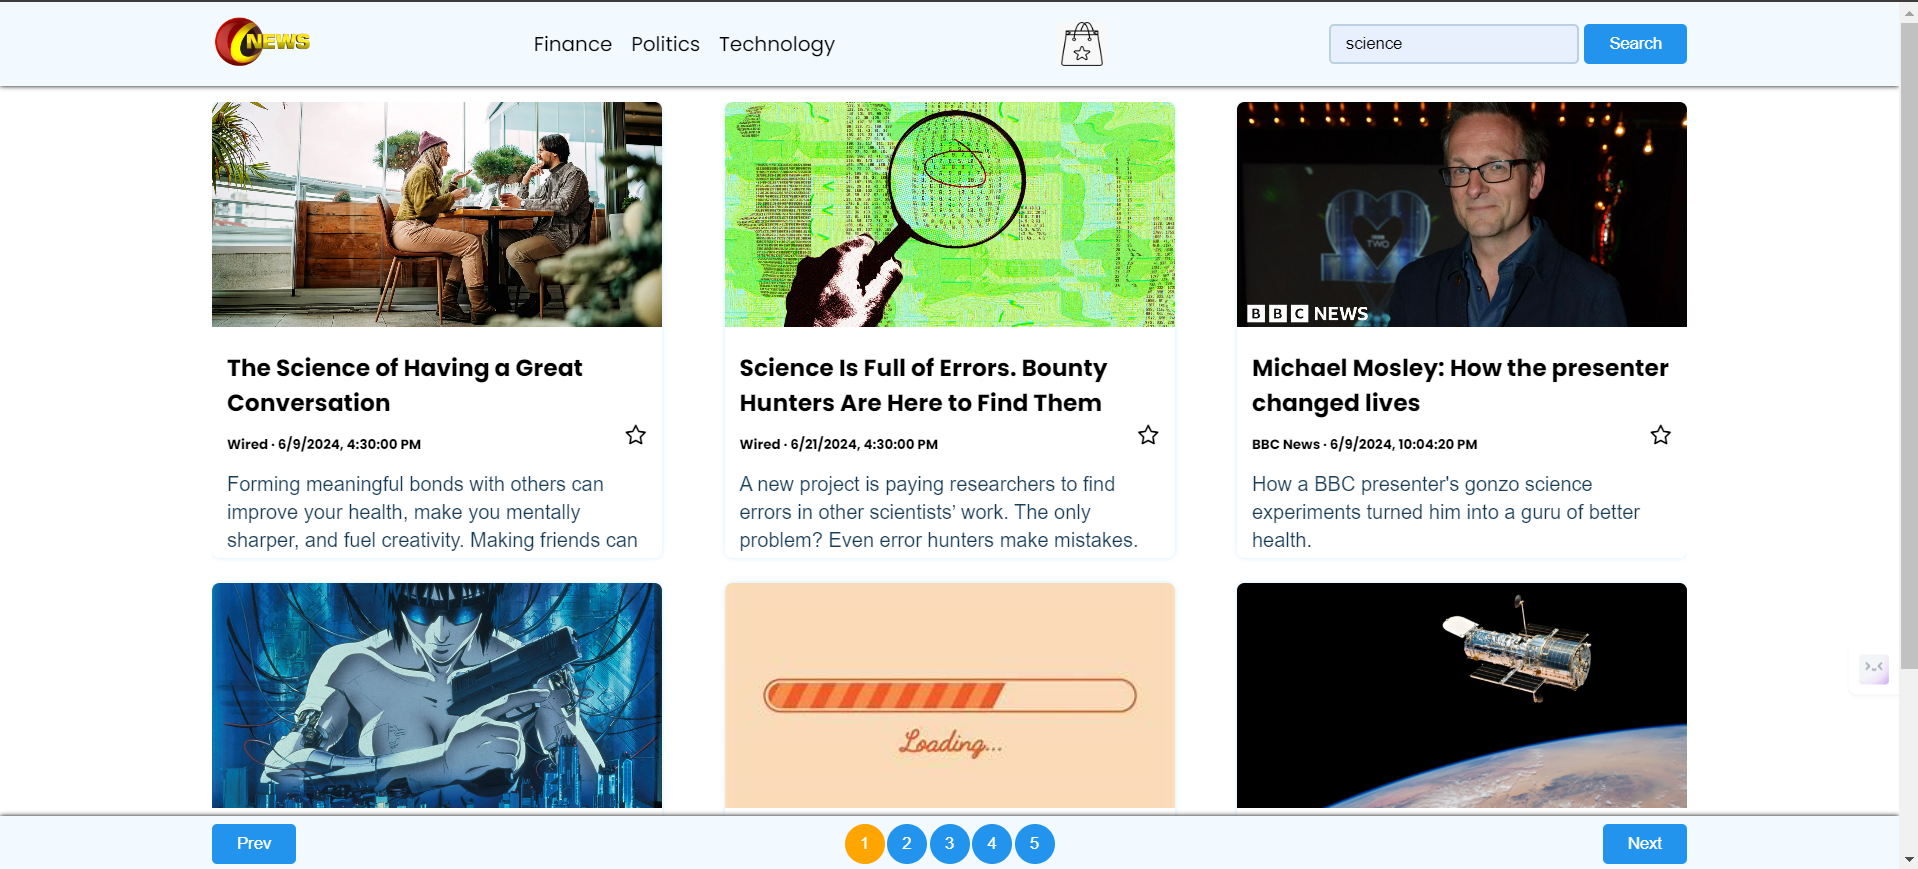 NEWS
Finance Politics Technology
science
Search
BBC NEWS
TWO
The Science of Having a Great
Conversation
Wired · 6/9/2024, 4:30:00 PM
Forming meaningful bonds with others can
improve your health, make you mentally
sharper, and fuel creativity. Making friends can
Science Is Full of Errors. Bounty
Hunters Are Here to Find Them
Wired · 6/21/2024, 4:30:00 PM
A new project is paying researchers to find
errors in other scientists’ work. The only
problem? Even error hunters make mistakes.
Michael Mosley: How the presenter
changed lives
BBC News · 6/9/2024, 10:04:20 PM
How a BBC presenter's gonzo science
experiments turned him into a guru of better
health.
Loading...
Prev
1 2 3 4 5
Next